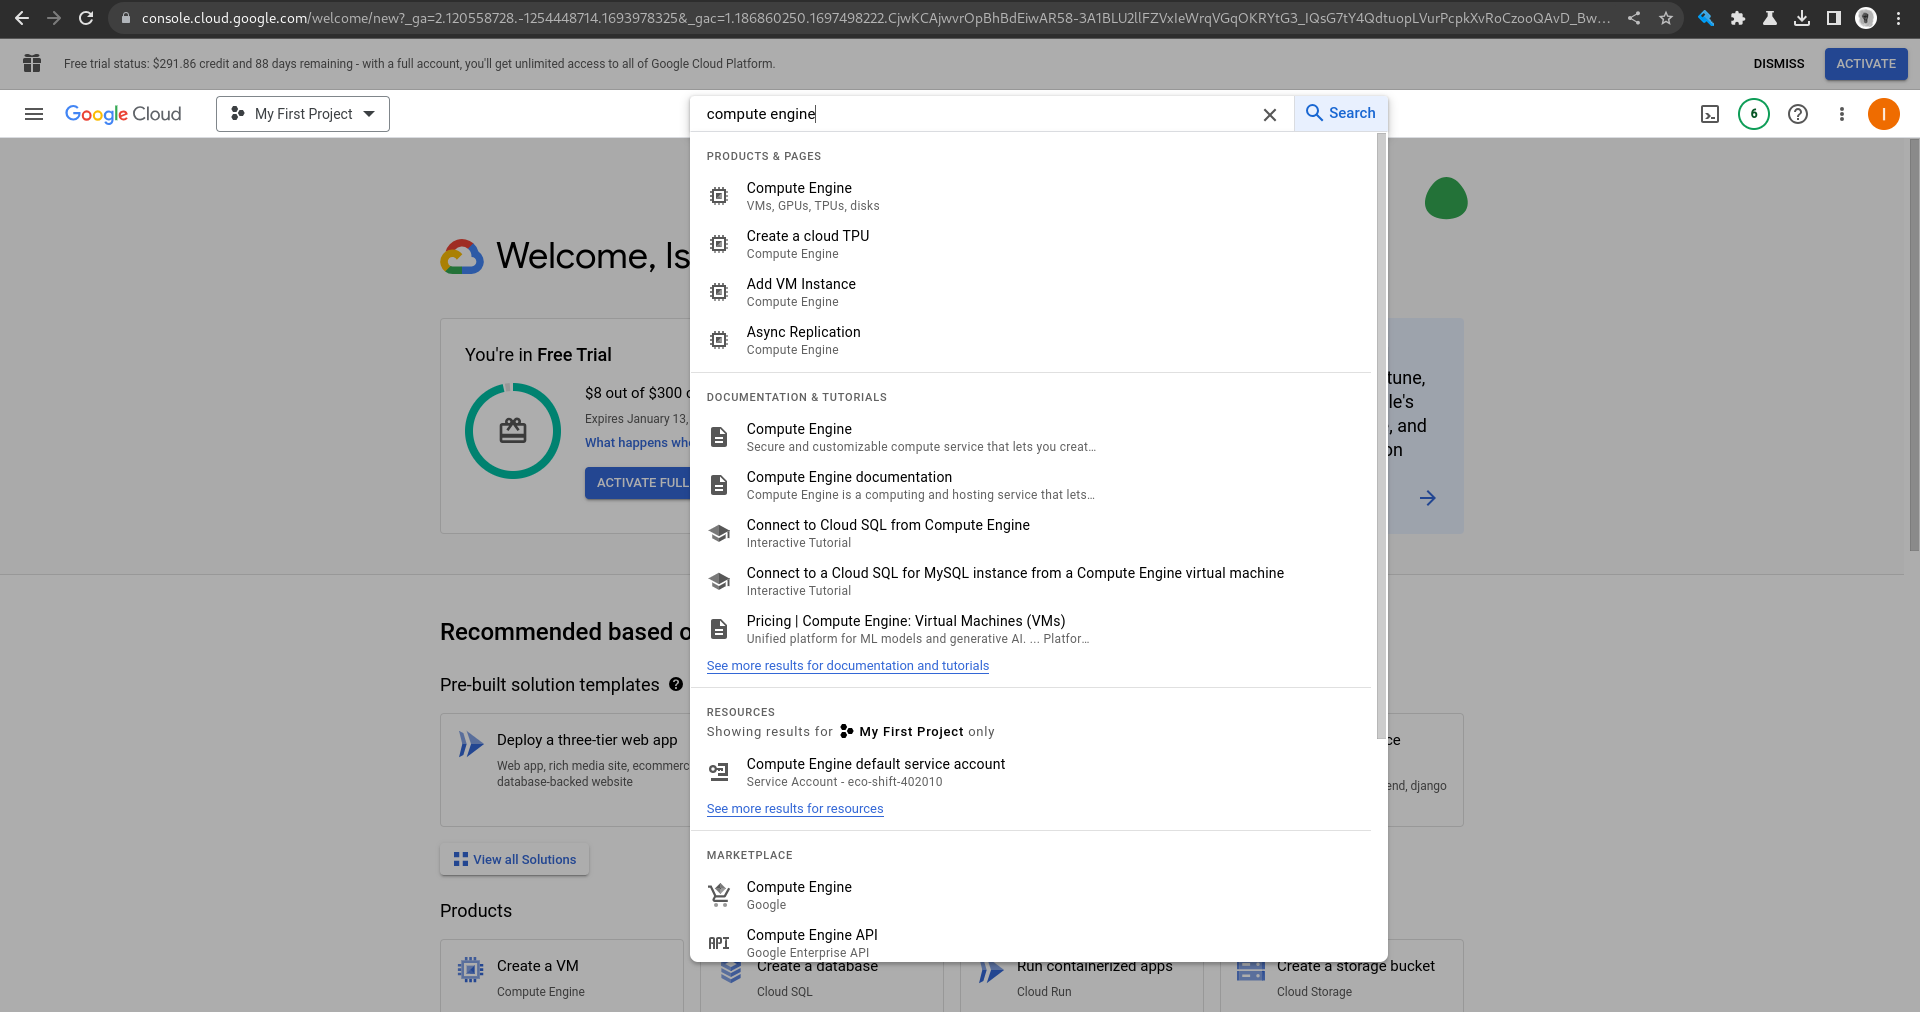 console.cloud.google.com/welcome/new?_ga=2.120558728.-1254448714.1693978325&_gac=1.186860250.1697498222.CjwKCAjwvrOpBhBdEiwAR58-3A1BLU2llFZVxIeWrqVGqOKRYtG3_IQsG7tY4QdtuopLVurPcpkXvRoCzooQAvD_Bw...
Free trial status: $291.86 credit and 88 days remaining - with a full account, you'll get unlimited access to all of Google Cloud Platform.
DISMISS
ACTIVATE
Google Cloud
My First Project
compute engine
Search
6
I
PRODUCTS & PAGES
Compute Engine
VMs, GPUs, TPUs, disks
Create a cloud TPU
Compute Engine
Add VM Instance
Compute Engine
Async Replication
Compute Engine
DOCUMENTATION & TUTORIALS
Compute Engine
Secure and customizable compute service that lets you creat...
Compute Engine documentation
Compute Engine is a computing and hosting service that lets...
Connect to Cloud SQL from Compute Engine
Interactive Tutorial
Connect to a Cloud SQL for MySQL instance from a Compute Engine virtual machine
Interactive Tutorial
Pricing | Compute Engine: Virtual Machines (VMs)
Unified platform for ML models and generative AI. ... Platfor...
See more results for documentation and tutorials
RESOURCES
Showing results for My First Project only
Compute Engine default service account
Service Account - eco-shift-402010
See more results for resources
MARKETPLACE
Compute Engine
Google
API
Compute Engine API
Google Enterprise API
Welcome, Is
You're in Free Trial
$8 out of $300
Expires January 13,
What happens
ACTIVATE FULL
tune,
le's
, and
on
Recommended based o
Pre-built solution templates
Deploy a three-tier web app
Web app, rich media site, ecommerc
database-backed website
ce
end, django
View all Solutions
Products
Create a VM
Compute Engine
Create a database
Cloud SQL
Run containerized apps
Cloud Run
Create a storage bucket
Cloud Storage